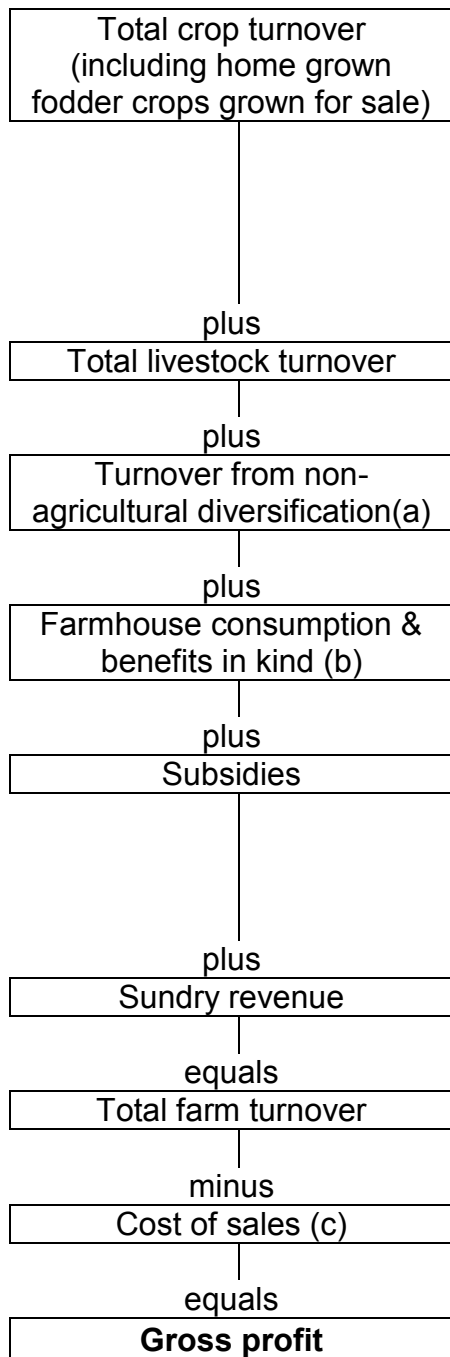 Total crop turnover
(including home grown
fodder crops grown for sale)
plus
Total livestock turnover
plus
Turnover from non-
agricultural diversification(a)
plus
Farmhouse consumption &
benefits in kind (b)
plus
Subsidies
plus
Sundry revenue
equals
Total farm turnover
minus
Cost of sales (c)
equals
Gross profit